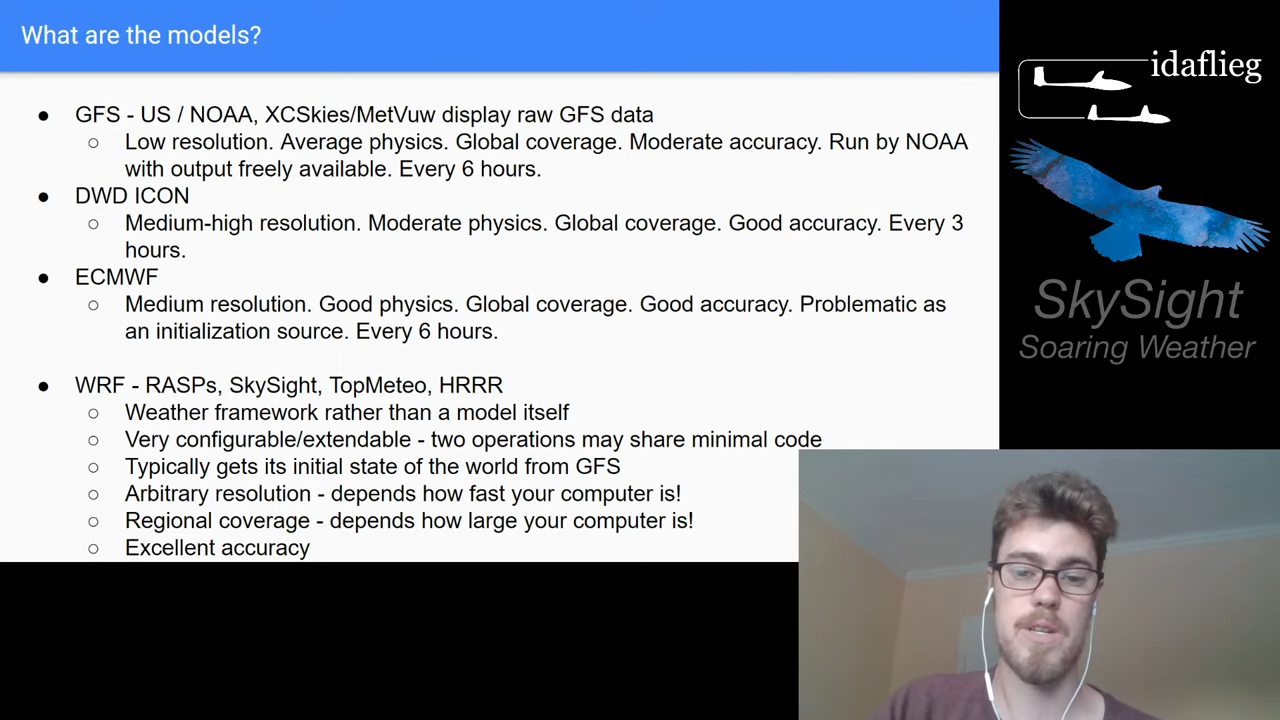 What are the models?
● GFS - US / NOAA, XCSkies/MetVuw display raw GFS data
○ Low resolution. Average physics. Global coverage. Moderate accuracy. Run by NOAA
with output freely available. Every 6 hours.
● DWD ICON
○ Medium-high resolution. Moderate physics. Global coverage. Good accuracy. Every 3
hours.
● ECMWF
○ Medium resolution. Good physics. Global coverage. Good accuracy. Problematic as
an initialization source. Every 6 hours.
● WRF - RASPs, SkySight, TopMeteo, HRRR
○ Weather framework rather than a model itself
○ Very configurable/extendable - two operations may share minimal code
○ Typically gets its initial state of the world from GFS
○ Arbitrary resolution - depends how fast your computer is!
○ Regional coverage - depends how large your computer is!
○ Excellent accuracy
idaflieg
SkySight
Soaring Weather